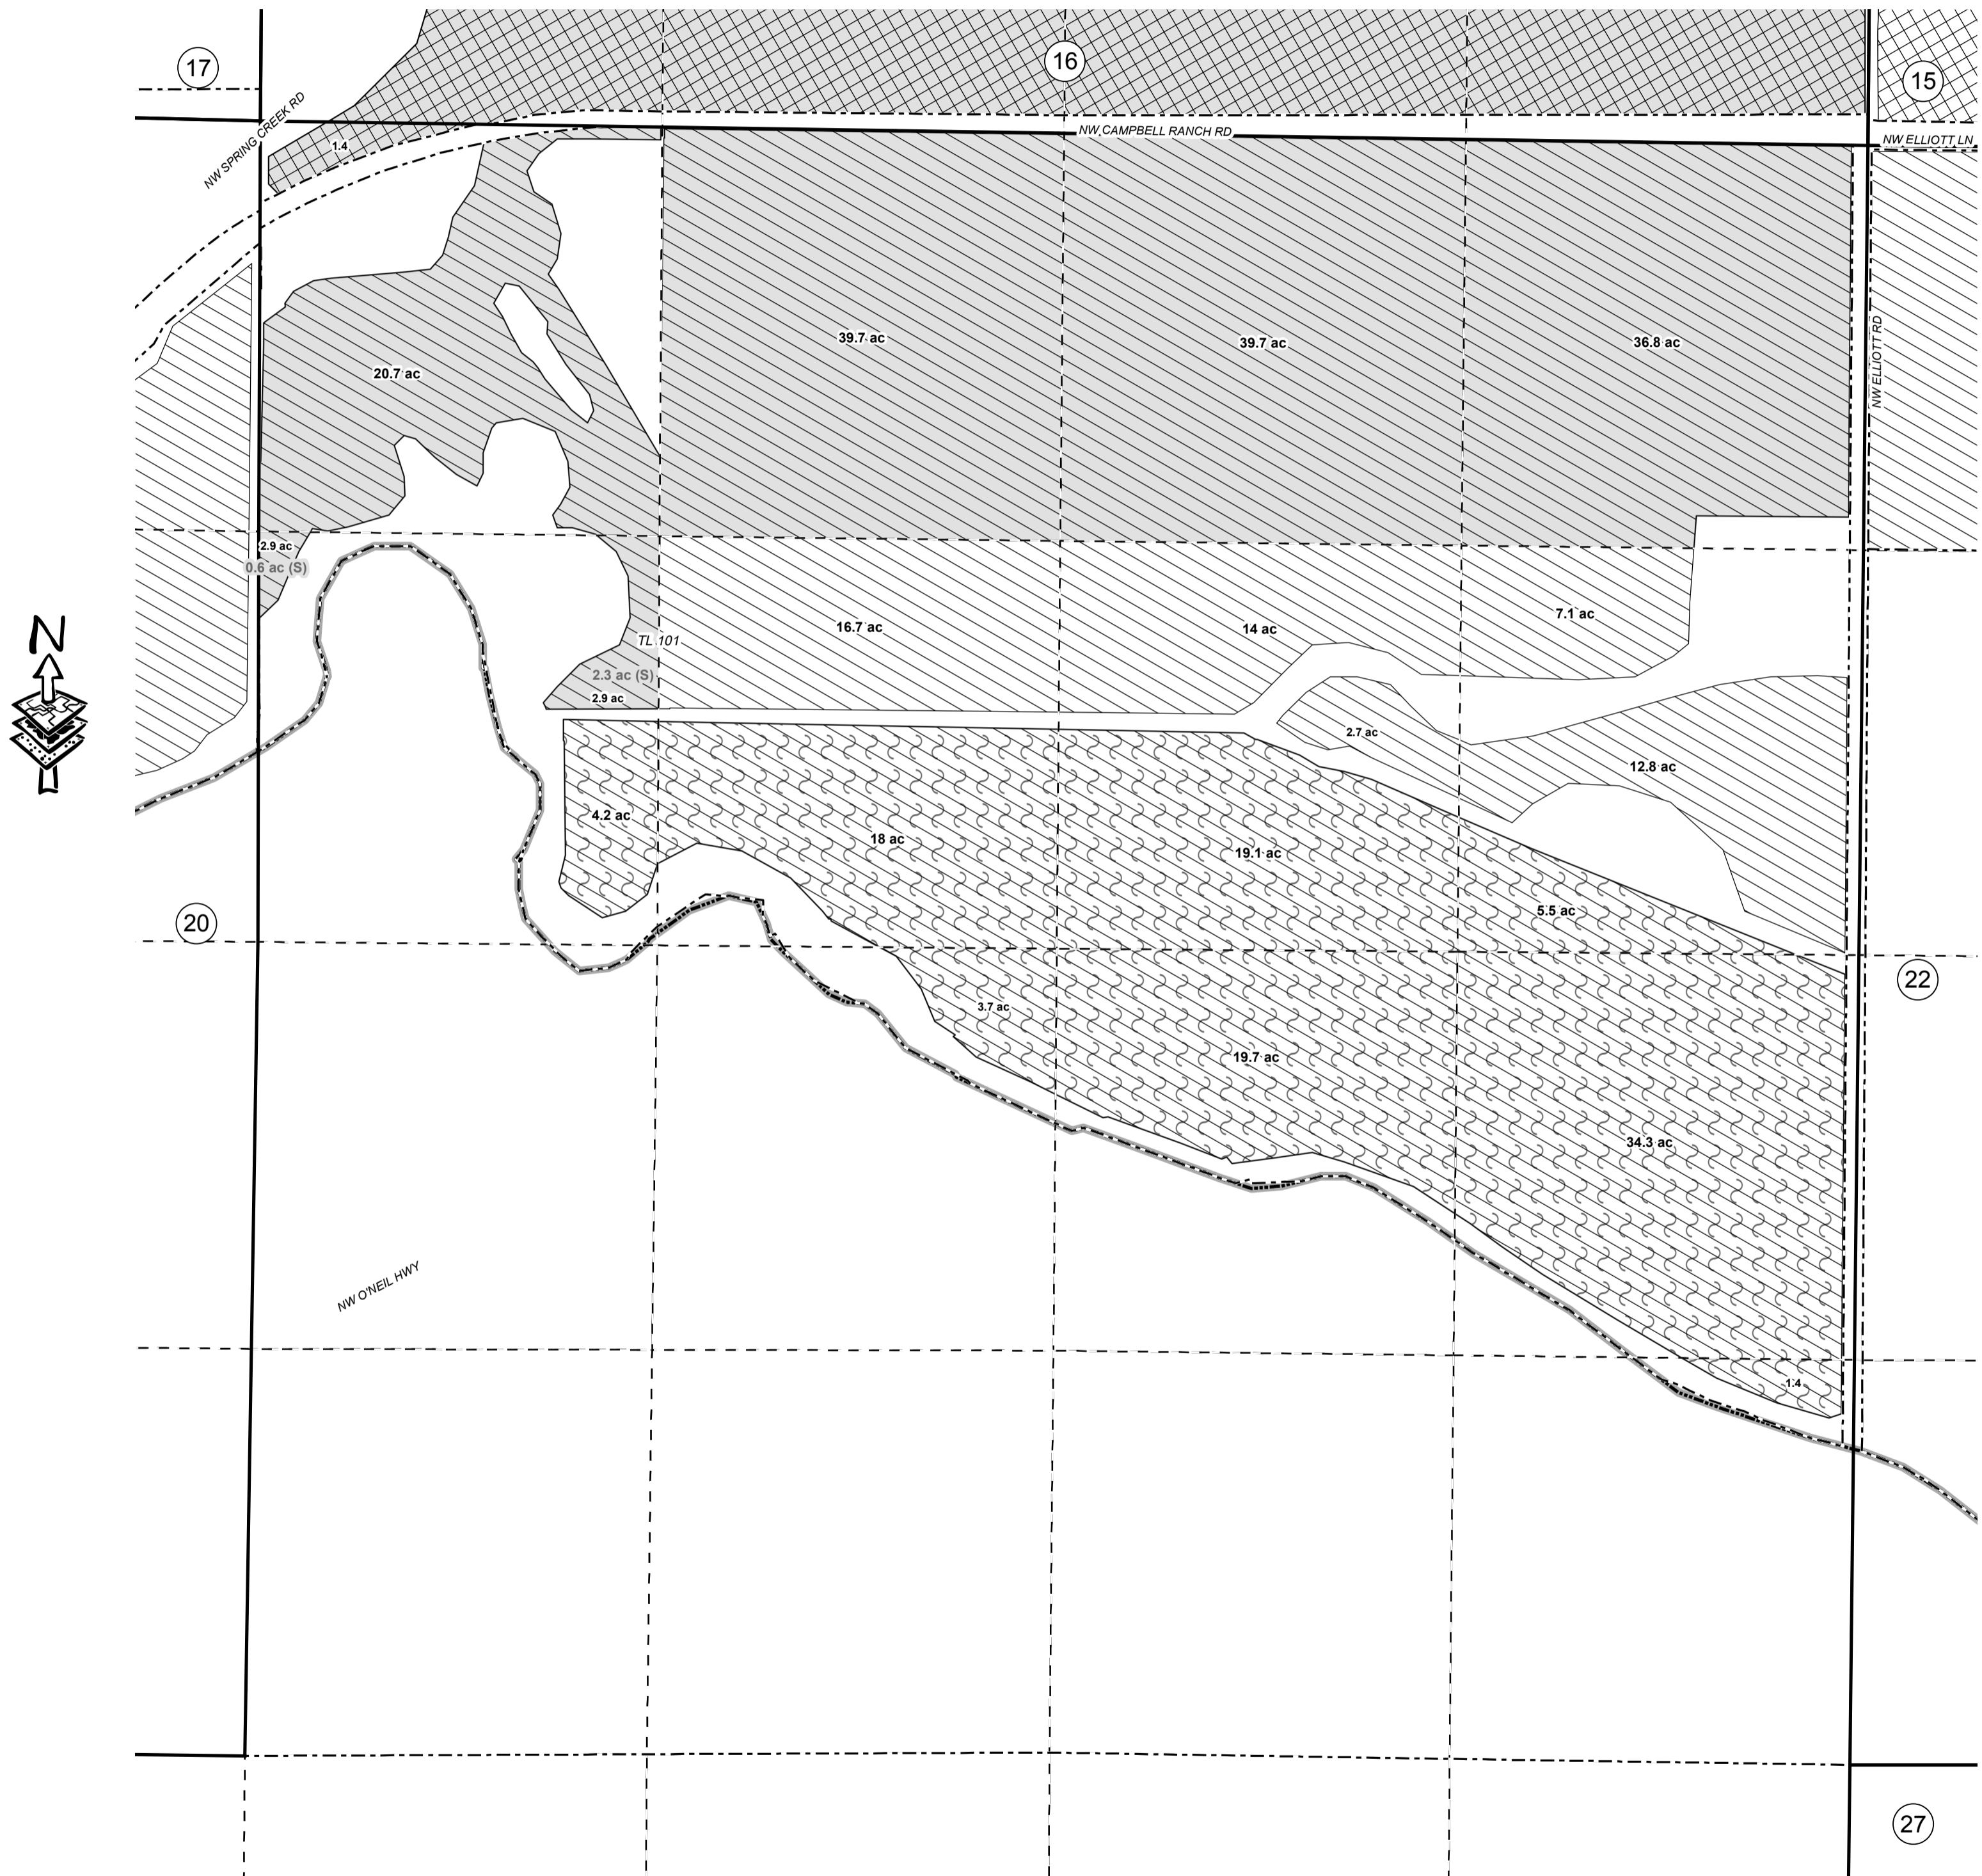 17
16
15
NW SPRING CREEK RD
1.4
NW CAMPBELL RANCH RD
NW ELLIOTT LN
39.7 ac
39.7 ac
36.8 ac
NW ELLIOTT RD
20.7 ac
2.9 ac
0.6 ac (S)
N
16.7 ac
14 ac
7.1 ac
TL 101
2.3 ac (S)
2.9 ac
2.7 ac
12.8 ac
4.2 ac
18 ac
19.1 ac
5.5 ac
20
22
3.7 ac
19.7 ac
34.3 ac
NW O'NEIL HWY
1.4
27